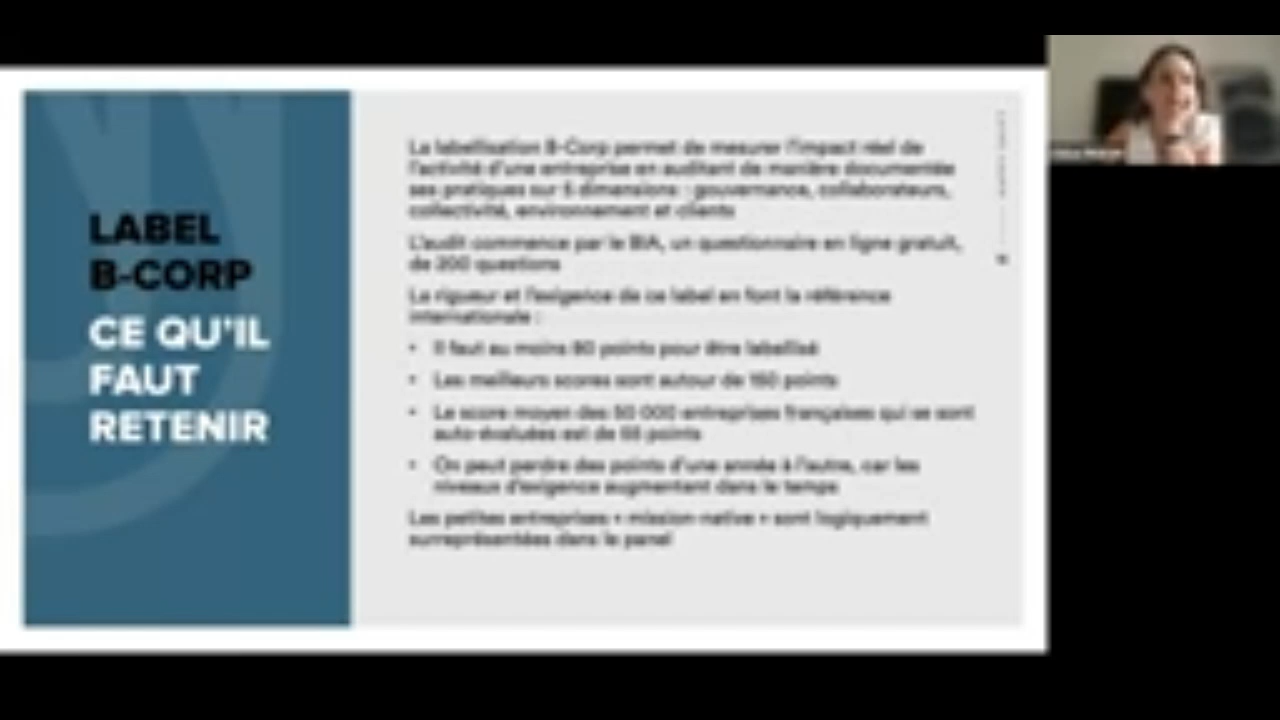 LABEL
B-CORP
CE QU'IL
FAUT
RETENIR
La labellisation B-Corp permet de mesurer l'impact réel de
l'activité d'une entreprise en auditant de manière documentée
ses pratiques sur 5 dimensions : gouvernance, collaborateurs,
collectivité, environnement et clients
L'audit commence par le BIA, un questionnaire en ligne gratuit,
de 200 questions
La rigueur et l'exigence de ce label en font la référence
internationale :
• Il faut au moins 80 points pour être labellisé
• Les meilleurs scores sont autour de 150 points
• Le score moyen des 50 000 entreprises françaises qui se sont
auto-évaluées est de 55 points
• On peut perdre des points d'une année à l'autre, car les
niveaux d'exigence augmentent dans le temps
Les petites entreprises « mission-native » sont logiquement
surreprésentées dans le panel